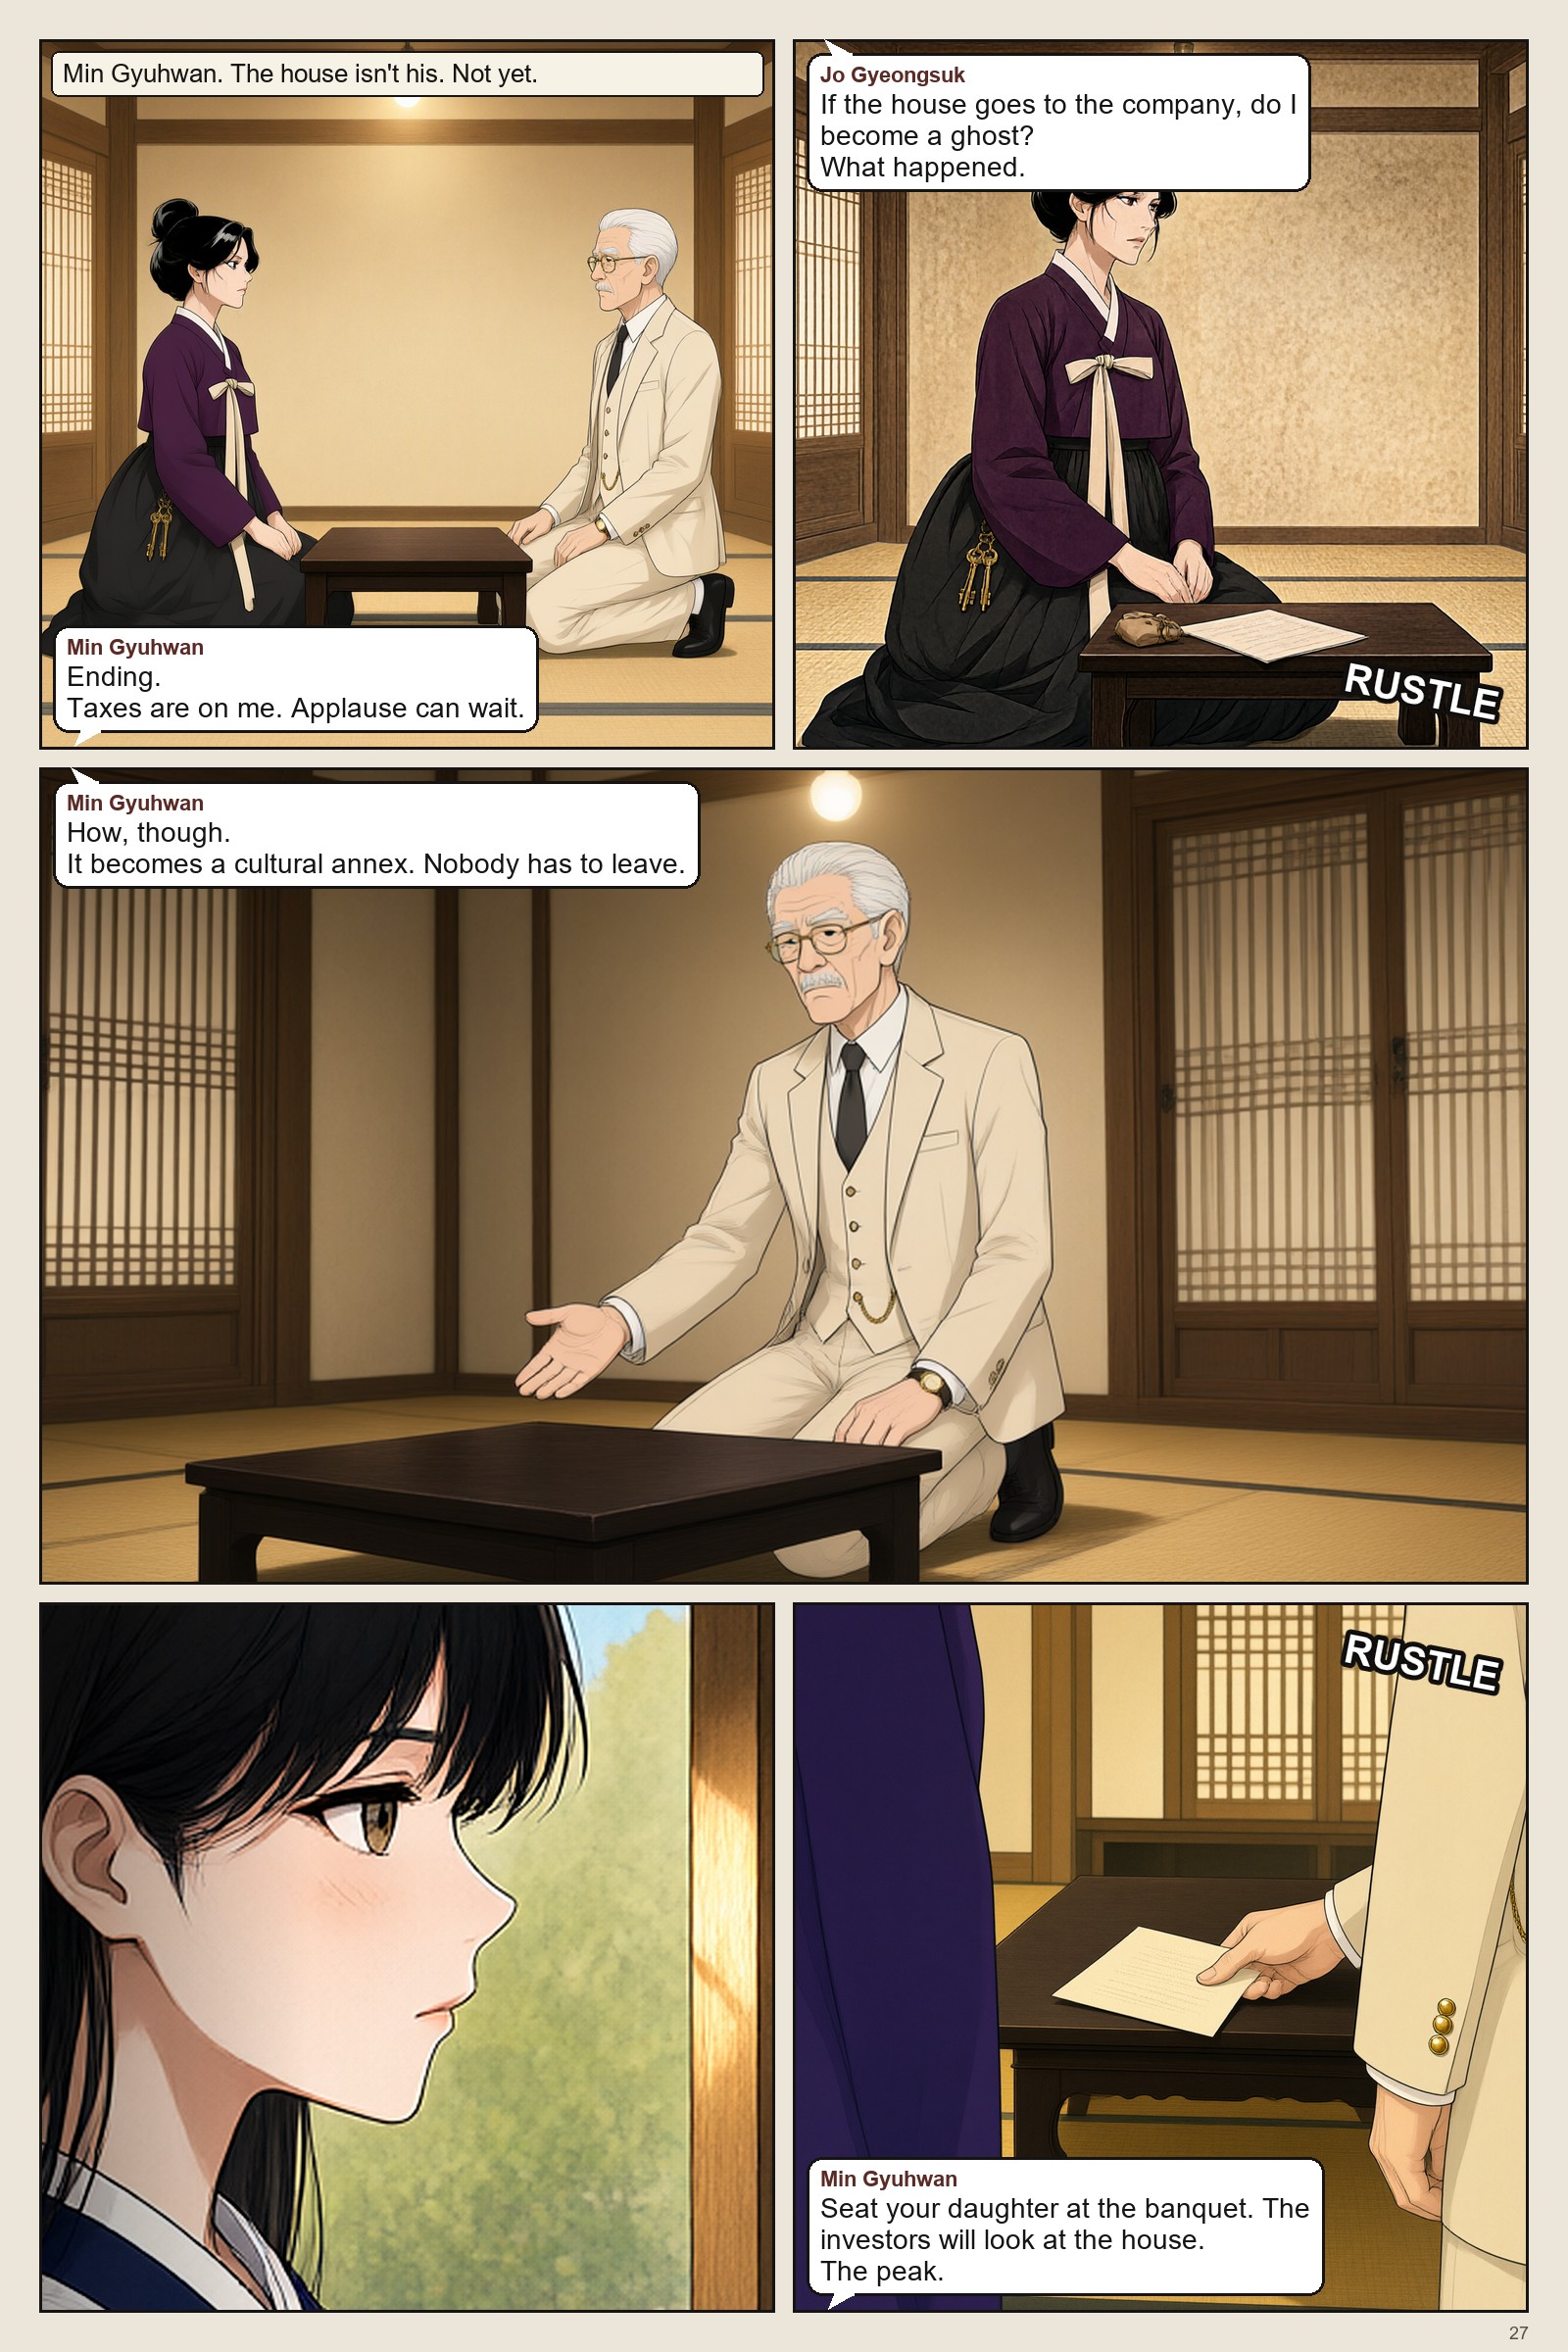 Min Gyuhwan. The house isn't his. Not yet.
Min Gyuhwan
Ending.
Taxes are on me. Applause can wait.
Jo Gyeongsuk
If the house goes to the company, do I
become a ghost?
What happened.
RUSTLE
Min Gyuhwan
How, though.
It becomes a cultural annex. Nobody has to leave.
RUSTLE
Min Gyuhwan
Seat your daughter at the banquet. The
investors will look at the house.
The peak.
27